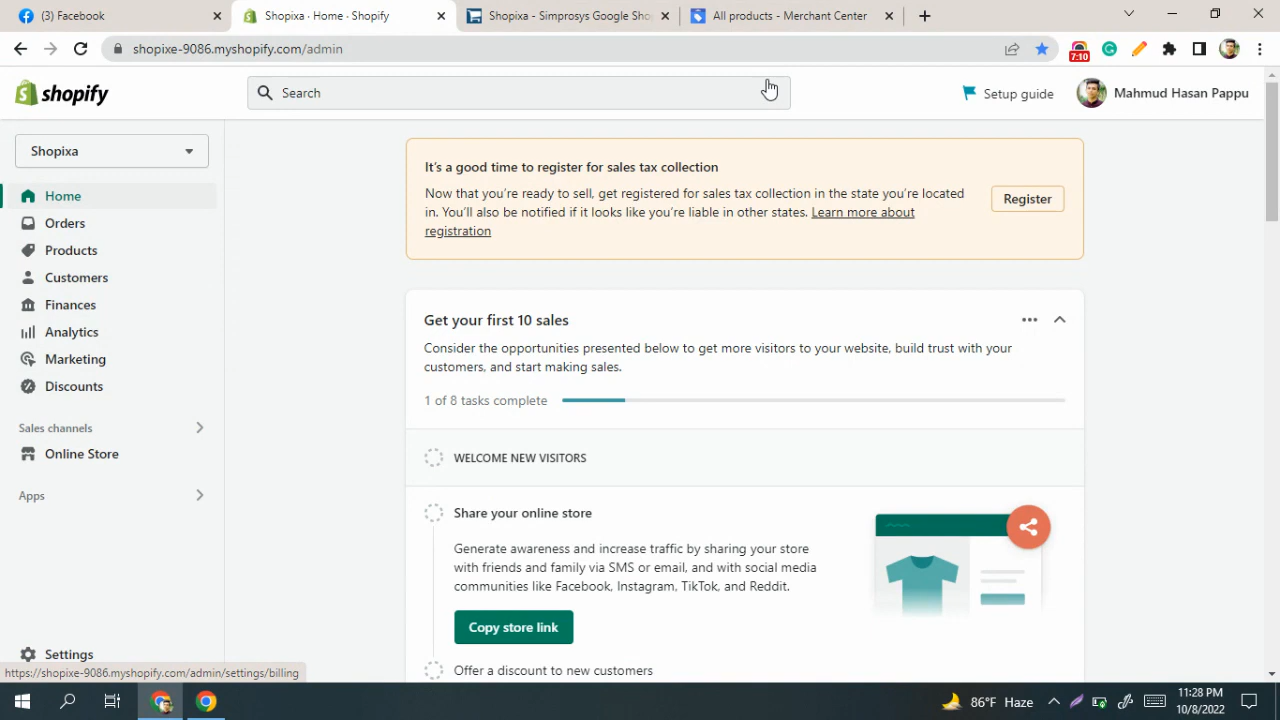 (3) Facebook
Shopixa · Home · Shopify
Shopixa - Simprosys Google Sho
All products - Merchant Center
shopixe-9086.myshopify.com/admin
7:10
shopify
Search
Setup guide
Mahmud Hasan Pappu
Shopixa
Home
Orders
Products
Customers
Finances
Analytics
Marketing
Discounts
Sales channels
Online Store
Apps
Settings
It's a good time to register for sales tax collection
Now that you're ready to sell, get registered for sales tax collection in the state you're located
in. You'll also be notified if it looks like you're liable in other states. Learn more about
registration
Register
Get your first 10 sales
Consider the opportunities presented below to get more visitors to your website, build trust with your
customers, and start making sales.
1 of 8 tasks complete
WELCOME NEW VISITORS
Share your online store
Generate awareness and increase traffic by sharing your store
with friends and family via SMS or email, and with social media
communities like Facebook, Instagram, TikTok, and Reddit.
Copy store link
Offer a discount to new customers
https://shopixe-9086.myshopify.com/admin/settings/billing
86°F Haze
11:28 PM
10/8/2022